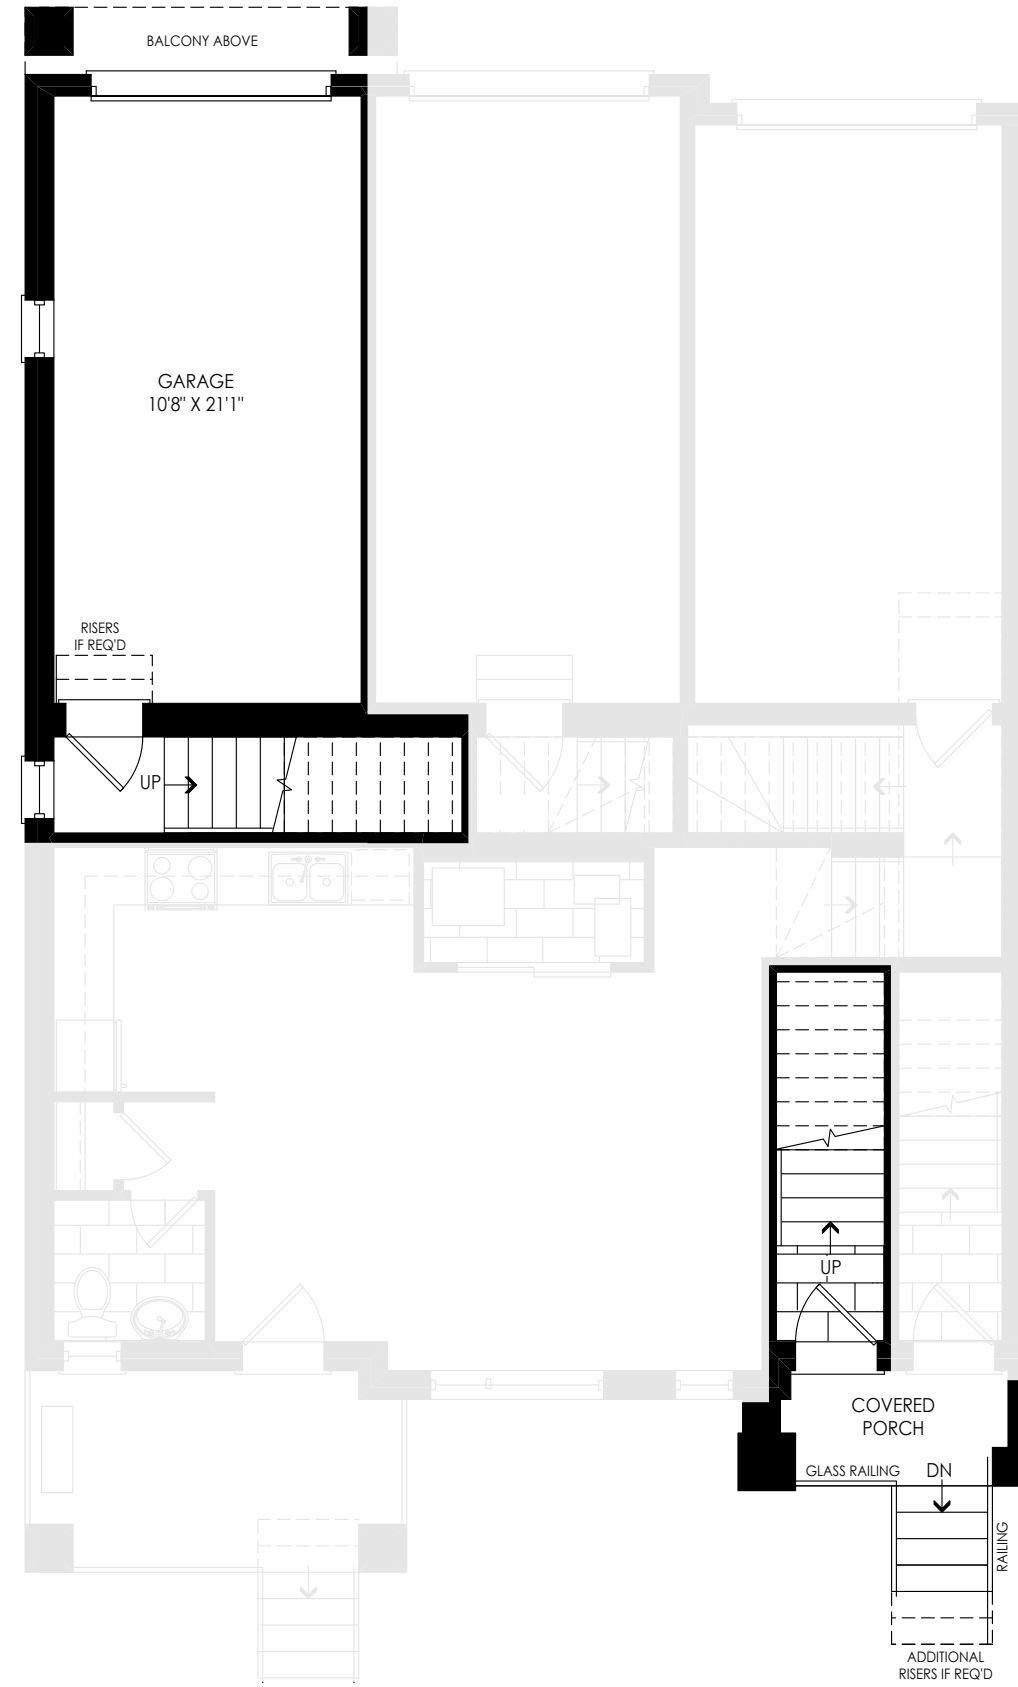 BALCONY ABOVE
GARAGE
10'8" X 21'1"
RISERS
IF REQ'D
UP
UP
COVERED
PORCH
GLASS RAILING
DN
RAILING
ADDITIONAL
RISERS IF REQ'D